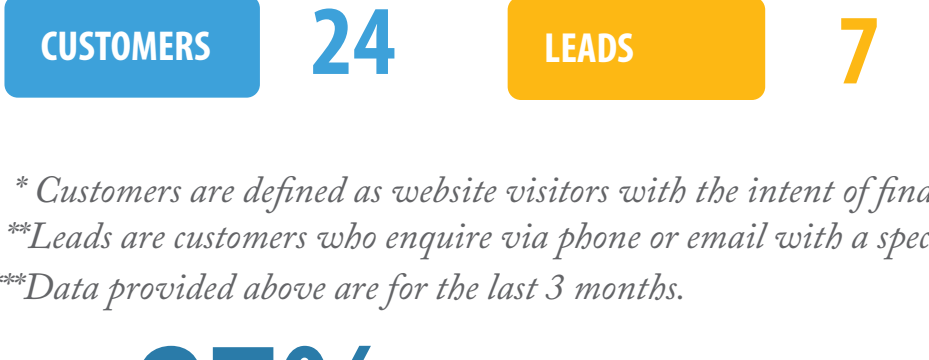 CUSTOMERS 24 LEADS 7
* Customers are defined as website visitors with the intent of find
**Leads are customers who enquire via phone or email with a spec
***Data provided above are for the last 3 months.